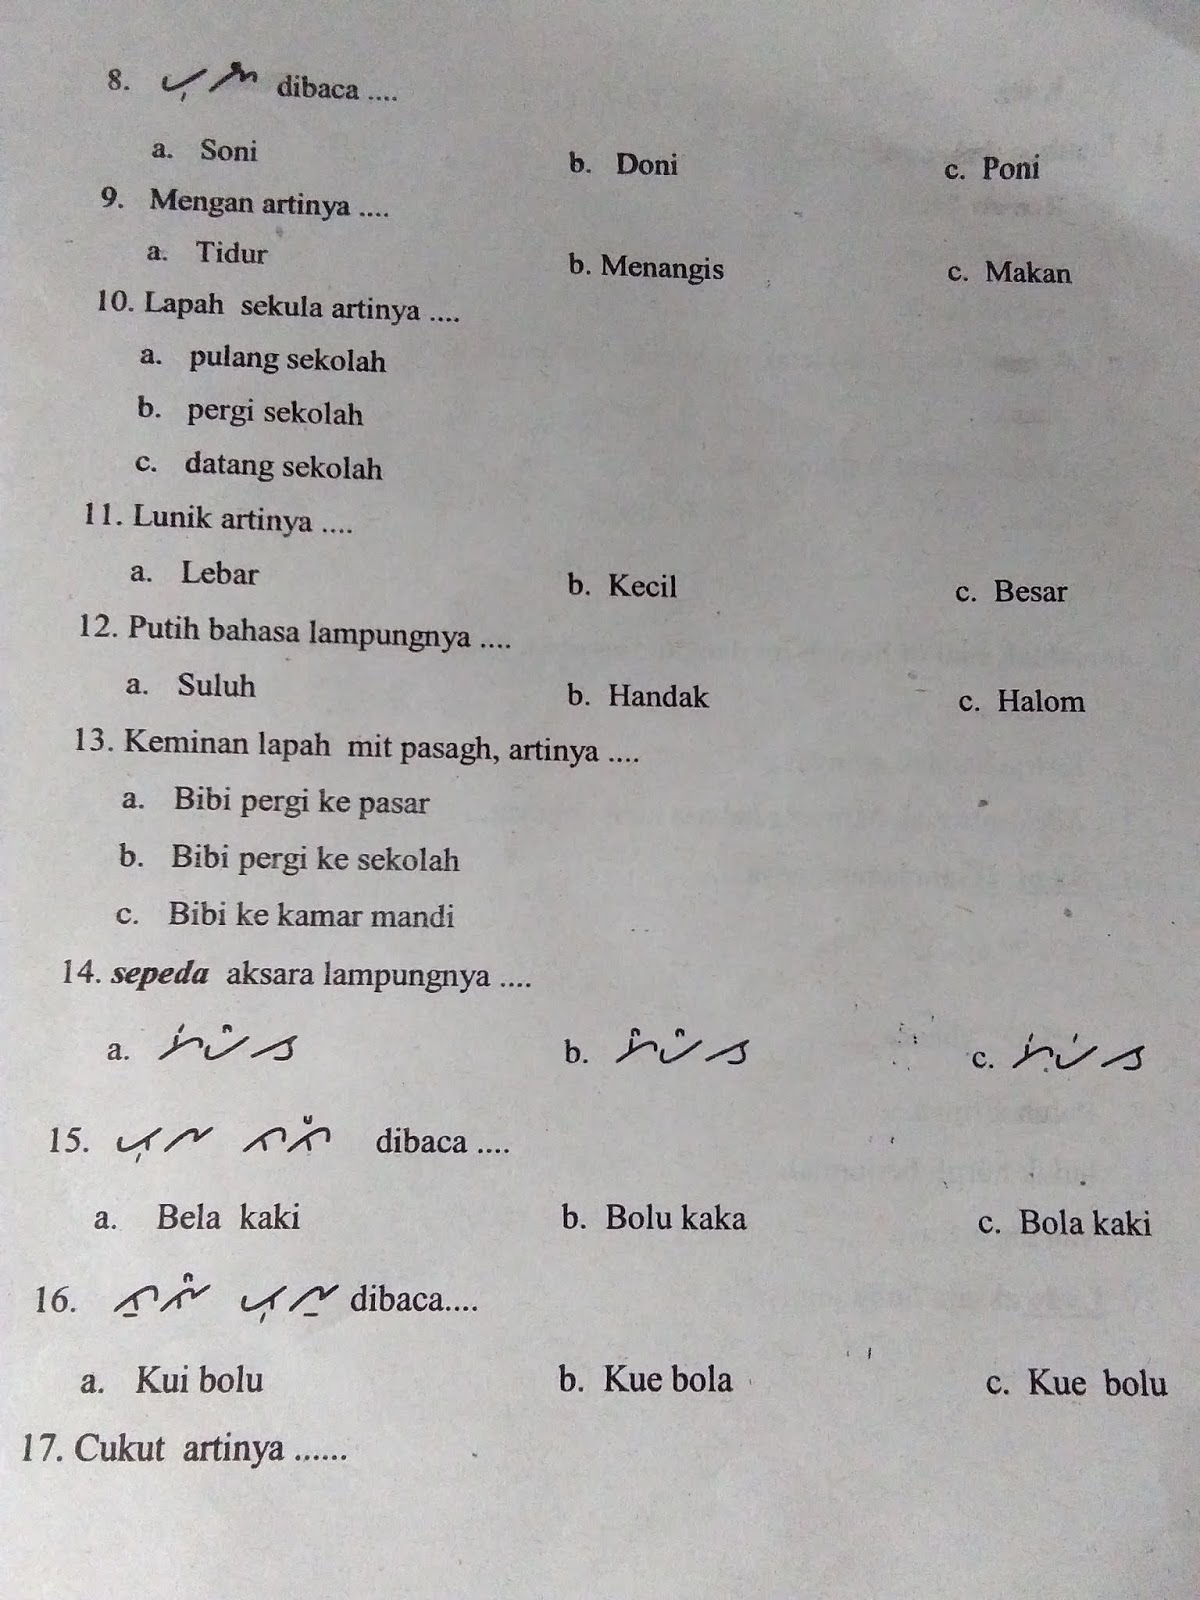 8. dibaca ....
a. Soni b. Doni c. Poni
9. Mengan artinya ....
a. Tidur b. Menangis c. Makan
10. Lapah sekula artinya ....
a. pulang sekolah
b. pergi sekolah
c. datang sekolah
11. Lunik artinya ....
a. Lebar b. Kecil c. Besar
12. Putih bahasa lampungnya ....
a. Suluh b. Handak c. Halom
13. Keminan lapah mit pasagh, artinya ....
a. Bibi pergi ke pasar
b. Bibi pergi ke sekolah
c. Bibi ke kamar mandi
14. sepeda aksara lampungnya ....
a. b. c.
15. dibaca ....
a. Bela kaki b. Bolu kaka c. Bola kaki
16. dibaca....
a. Kui bolu b. Kue bola c. Kue bolu
17. Cukut artinya ......